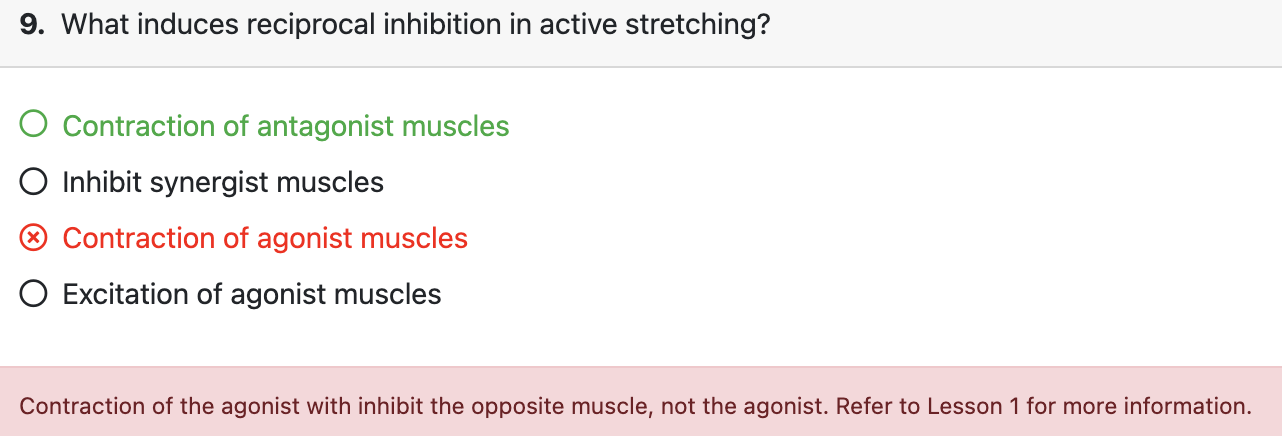 9. What induces reciprocal inhibition in active stretching?
Contraction of antagonist muscles
Inhibit synergist muscles
Contraction of agonist muscles
Excitation of agonist muscles
Contraction of the agonist with inhibit the opposite muscle, not the agonist. Refer to Lesson 1 for more information.